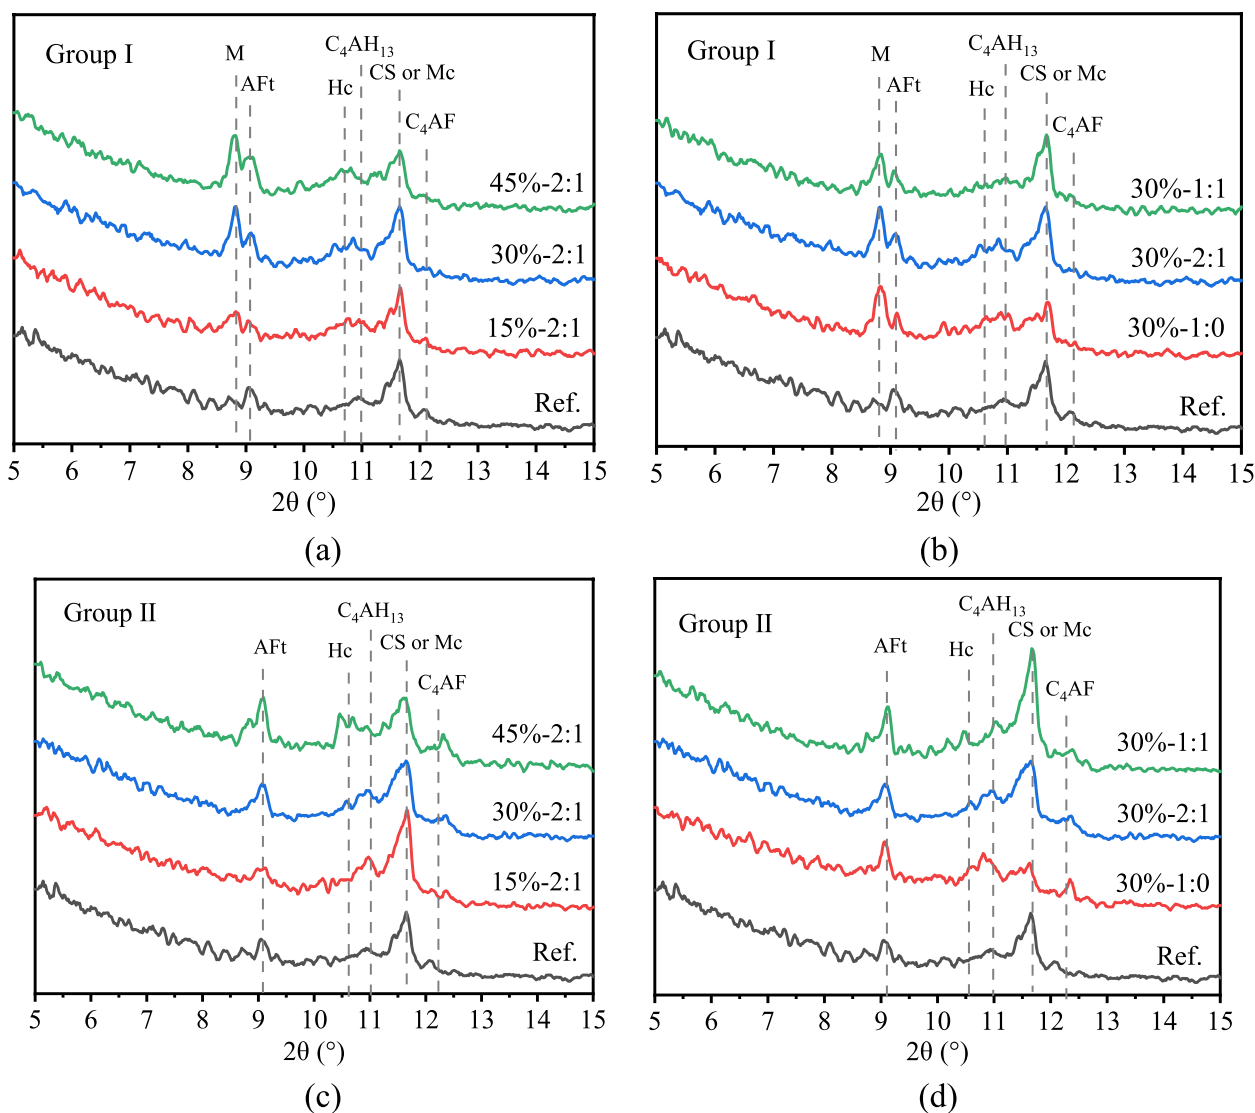 Group I
M
AFt
Hc
C₄AH₁₃
CS or Mc
C₄AF
45%-2:1
30%-2:1
15%-2:1
Ref.
5 6 7 8 9 10 11 12 13 14 15
2θ (°)
(a)
Group I
M
AFt
Hc
C₄AH₁₃
CS or Mc
C₄AF
30%-1:1
30%-2:1
30%-1:0
Ref.
5 6 7 8 9 10 11 12 13 14 15
2θ (°)
(b)
Group II
AFt
Hc
C₄AH₁₃
CS or Mc
C₄AF
45%-2:1
30%-2:1
15%-2:1
Ref.
5 6 7 8 9 10 11 12 13 14 15
2θ (°)
(c)
Group II
AFt
Hc
C₄AH₁₃
CS or Mc
C₄AF
30%-1:1
30%-2:1
30%-1:0
Ref.
5 6 7 8 9 10 11 12 13 14 15
2θ (°)
(d)